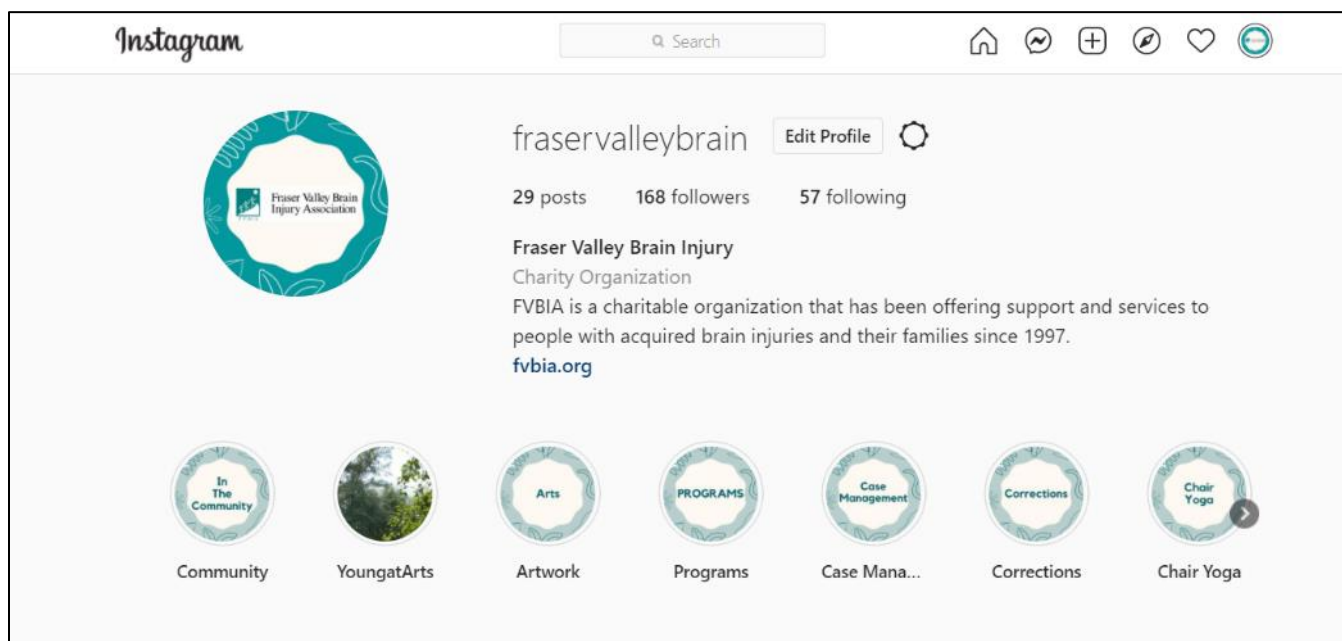 Instagram
Search
fraservalleybrain Edit Profile
29 posts 168 followers 57 following
Fraser Valley Brain
Injury Association
Fraser Valley Brain Injury
Charity Organization
FVBIA is a charitable organization that has been offering support and services to
people with acquired brain injuries and their families since 1997.
fvbia.org
In
The
Community
Arts
PROGRAMS
Case
Management
Corrections
Chair
Yoga
Community YoungatArts Artwork Programs Case Mana... Corrections Chair Yoga